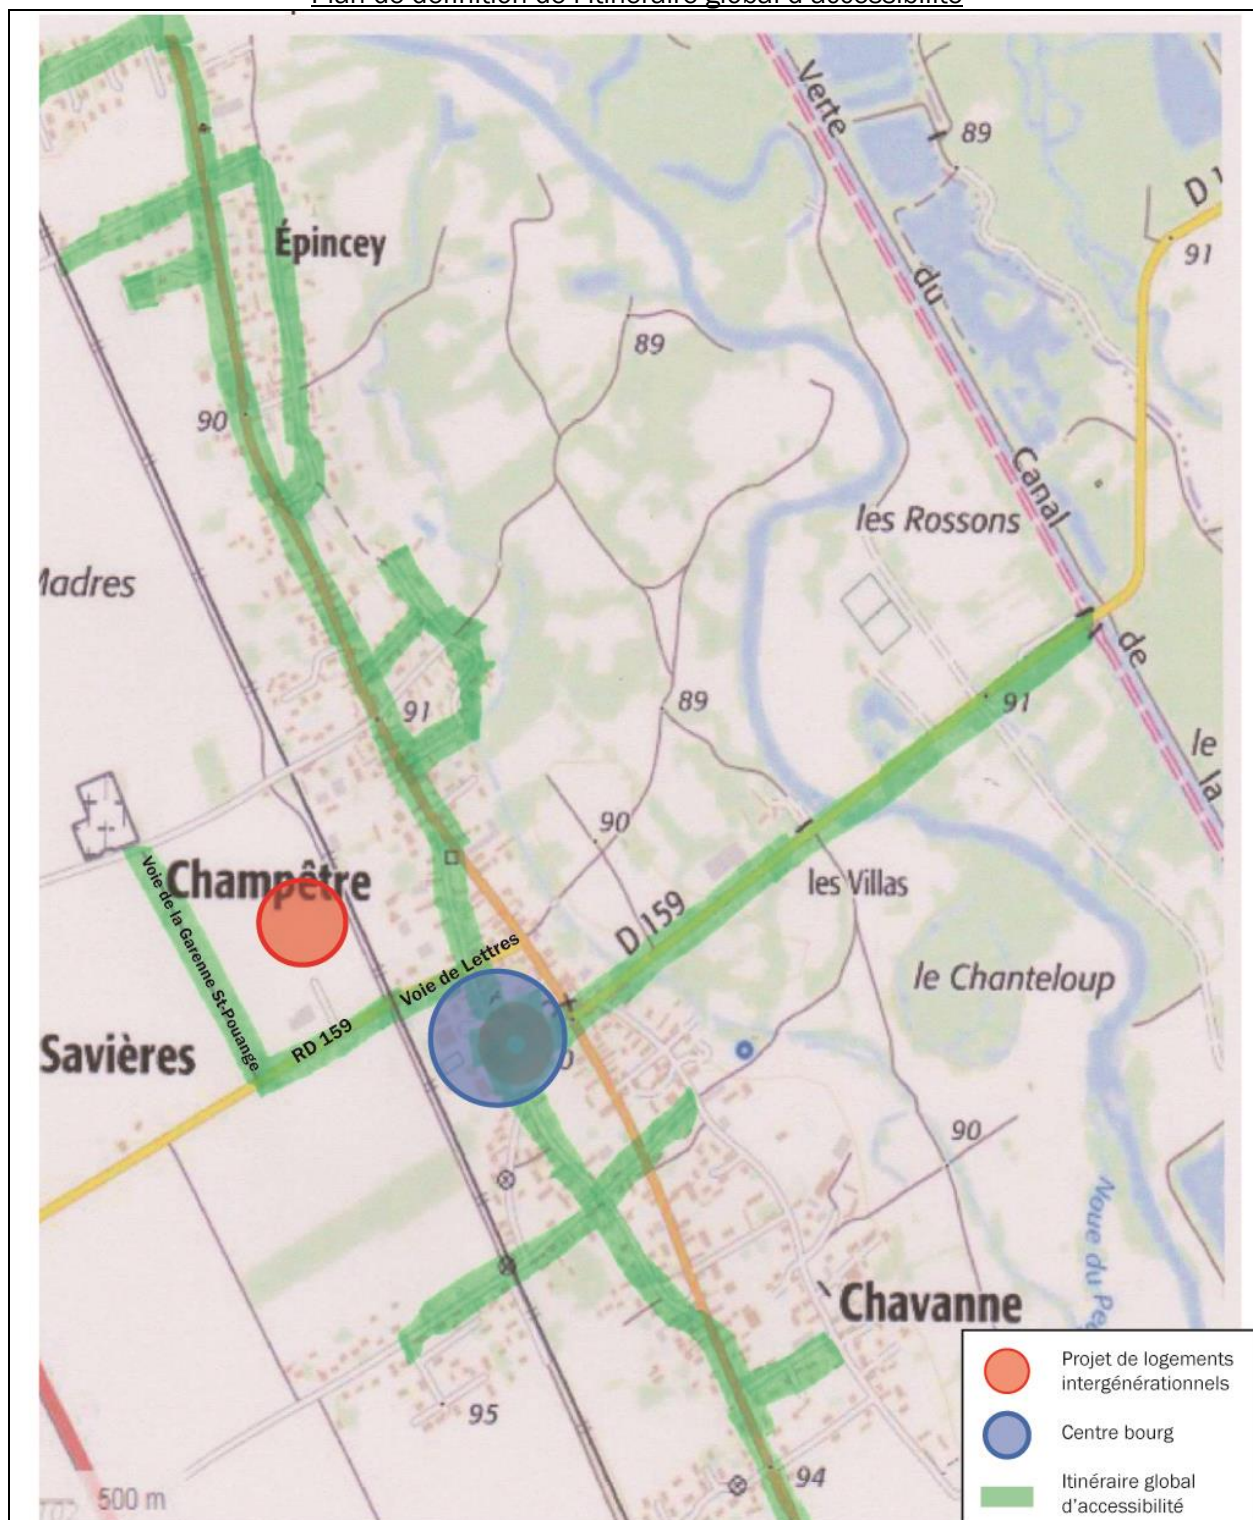 Plan de définition de l'itinéraire global d'accessibilité
Verte
89
D 1
91
Épincey
du
89
90
Canal
les Rossons
Madres
de
91
89
91
le
la
90
Champêtre
les Villas
Voie de la Garenne St-Pouange
D 159
Voie de Lettres
le Chanteloup
RD 159
Savières
90
Noue du
Chavanne
95
94
500 m
Projet de logements
intergénérationnels
Centre bourg
Itinéraire global
d'accessibilité